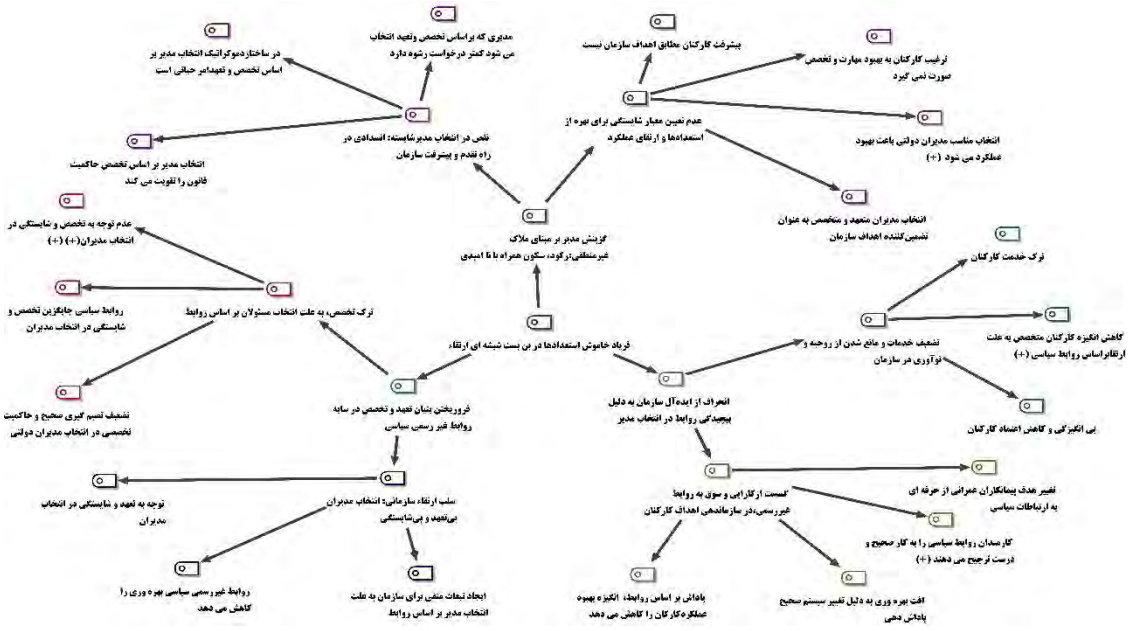 مدیری که براساس تخصص وتعهد انتخاب
می شود کمتر درخواست رشوه دارد
در ساختارदموکراتیک انتخاب مدیر بر
اساس تخصص و تعهدامر حیاتی است
انتخاب مدیر بر اساس تخصص حاکمیت
قانون را تقویت می کند
نقص در انتخاب مدیرشایسته: انسدادی در
راه تقدم و پیشرفت سازمان
پیشرفت کارکنان مطابق اهداف سازمان نیست
ترغیب کارکنان به بهبود مهارت و تخصص
صورت نمی گیرد
عدم تعیین معیار شایستگی برای بهره از
استعدادها و ارتقای عملکرد
انتخاب مناسب مدیران دولتی باعث بهبود
عملکرد می شود (+)
انتخاب مدیران متعهد و متخصص به عنوان
تضمین‌کننده اهداف سازمان
گزینش مدیر بر مبنای ملاک
غیرمنطقی:رکود، سکون همراه با نا امیدی
عدم توجه به تخصص و شایستگی در
انتخاب مدیران(+) (+)
روابط سیاسی جایگزین تخصص و
شایستگی در انتخاب مدیران
ترک تخصص، به علت انتخاب مسئولان بر اساس روابط
تضعیف تصیم گیری صحیح و حاکمیت
تخصصی در انتخاب مدیران دولتی
فریاد خاموش استعدادها در بن بست شیشه ای ارتقاء
ترک خدمت کارکنان
کاهش انگیزه کارکنان متخصص به علت
ارتقابراساس روابط سیاسی (+)
تضعیف خدمات و مانع شدن از روحیه و
نوآوری در سازمان
بی انگیزگی و کاهش اعتماد کارکنان
فروریختن بنیان تعهد و تخصص در سایه
روابط غیر رسمی سیاسی
انحراف از ایده‌آل سازمان به دلیل
پیچیدگی روابط در انتخاب مدیر
توجه به تعهد و شایستگی در انتخاب
مدیران
سلب ارتقاء سازمانی: انتخاب مدیران
بی‌تعهد و بی‌شایستگی
روابط غیررسمی سیاسی بهره وری را
کاهش می دهد
ایجاد تبعات منفی برای سازمان به علت
انتخاب مدیر بر اساس روابط
گسست ازکارایی و سوق به روابط
غیررسمی،در سازماندهی اهداف کارکنان
تغییر هدف پیمانکاران عمرانی از حرفه ای
به ارتباطات سیاسی
کارمندان روابط سیاسی را به کار صحیح و
درست ترجیح می دهند (+)
پاداش بر اساس روابط، انگیزه بهبود
عملکردکارکان را کاهش می دهد
افت بهره وری به دلیل تغییر سیستم صحیح
پاداش دهی